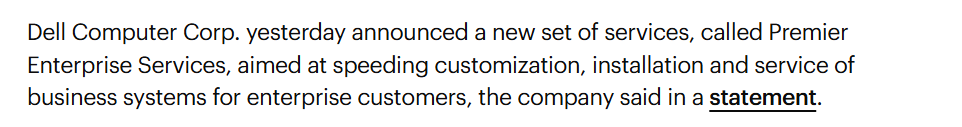 Dell Computer Corp. yesterday announced a new set of services, called Premier
Enterprise Services, aimed at speeding customization, installation and service of
business systems for enterprise customers, the company said in a statement.